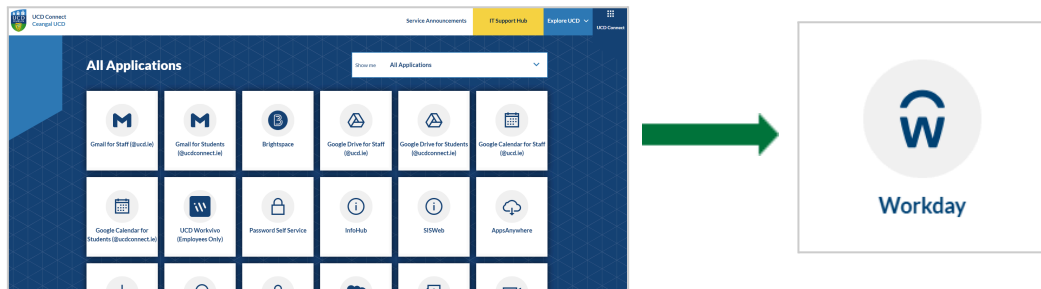 UCD Connect
Ceangal UCD
Service Announcements
IT Support Hub
Explore UCD
UCD Connect
All Applications
Show me All Applications
Gmail for Staff (@ucd.ie)
Gmail for Students
(@ucdconnect.ie)
Brightspace
Google Drive for Staff
(@ucd.ie)
Google Drive for Students
(@ucdconnect.ie)
Google Calendar for Staff
(@ucd.ie)
Google Calendar for
Students (@ucdconnect.ie)
UCD Workvivo
(Employees Only)
Password Self Service
InfoHub
SISWeb
AppsAnywhere
Workday